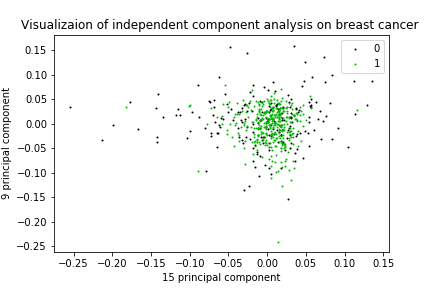 Visualizaion of independent component analysis on breast cancer
0
1
0.15
0.10
0.05
0.00
−0.05
−0.10
−0.15
−0.20
−0.25
9 principal component
−0.25 −0.20 −0.15 −0.10 −0.05 0.00 0.05 0.10 0.15
15 principal component